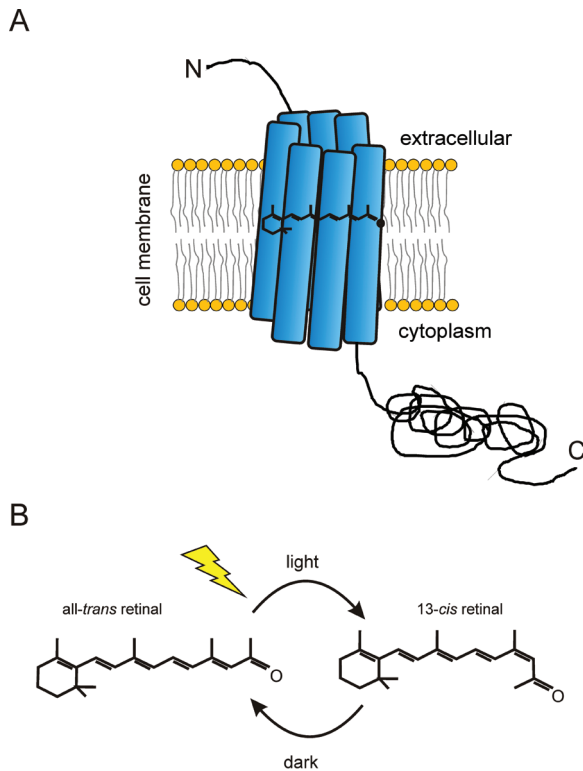 A
N
extracellular
cell membrane
cytoplasm
C
B
light
all-trans retinal
13-cis retinal
O
O
dark